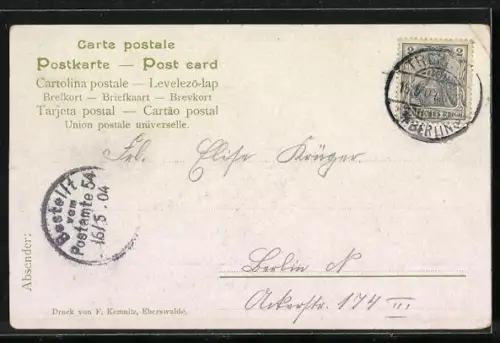 Carte postale
Postkarte — Post card
Cartolina postale — Levelezö-lap
Brefkort — Briefkaart — Brevkort
Tarjeta postal — Cartão postal
Union postale universelle.
2
BERLIN
Frl. Elise Krüger
Bestellt
vom
Postamte 54
16/5.04
Berlin N
Ackerstr. 174 III.
Absender:
Druck von F. Kemnitz, Eberswalde.